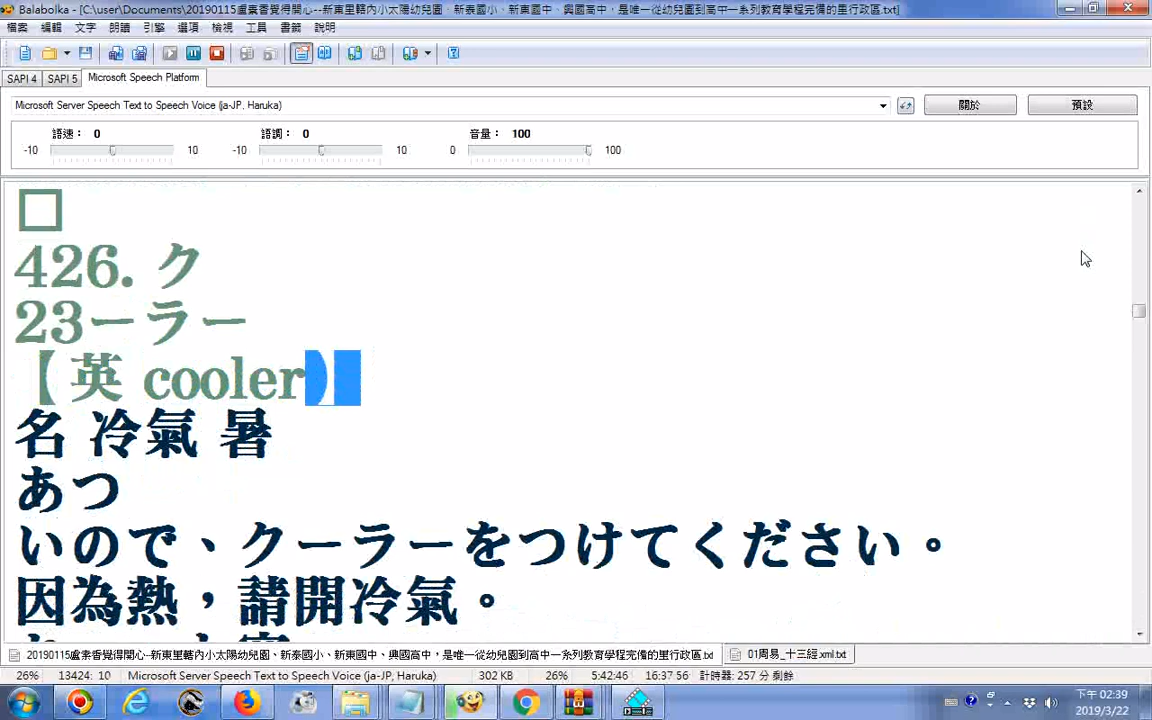 Balabolka - [C:\user\Documents\20190115盧素香覺得開心--新東里轄內小太陽幼兒園、新泰國小、新東國中、興國高中，是唯一從幼兒園到高中一系列教育學程完備的里行政區.txt]
檔案 編輯 文字 朗讀 引擎 選項 檢視 工具 書籤 說明
SAPI 4 SAPI 5 Microsoft Speech Platform
Microsoft Server Speech Text to Speech Voice (ja-JP, Haruka) 關於 預設
語速： 0 語調： 0 音量： 100
-10 10 -10 10 0 100
□
426. ク
23ーラー
【 英 cooler)】
名 冷氣 暑
あつ
いので、クーラーをつけてください。
因為熱，請開冷氣。
20190115盧素香覺得開心--新東里轄內小太陽幼兒園、新泰國小、新東國中、興國高中，是唯一從幼兒園到高中一系列教育學程完備的里行政區.txt 01周易_十三經.xml.txt
26% 13424: 10 Microsoft Server Speech Text to Speech Voice (ja-JP, Haruka) 302 KB 26% 5:42:46 16:37:56 計時器: 257 分 剩餘
下午 02:39
2019/3/22